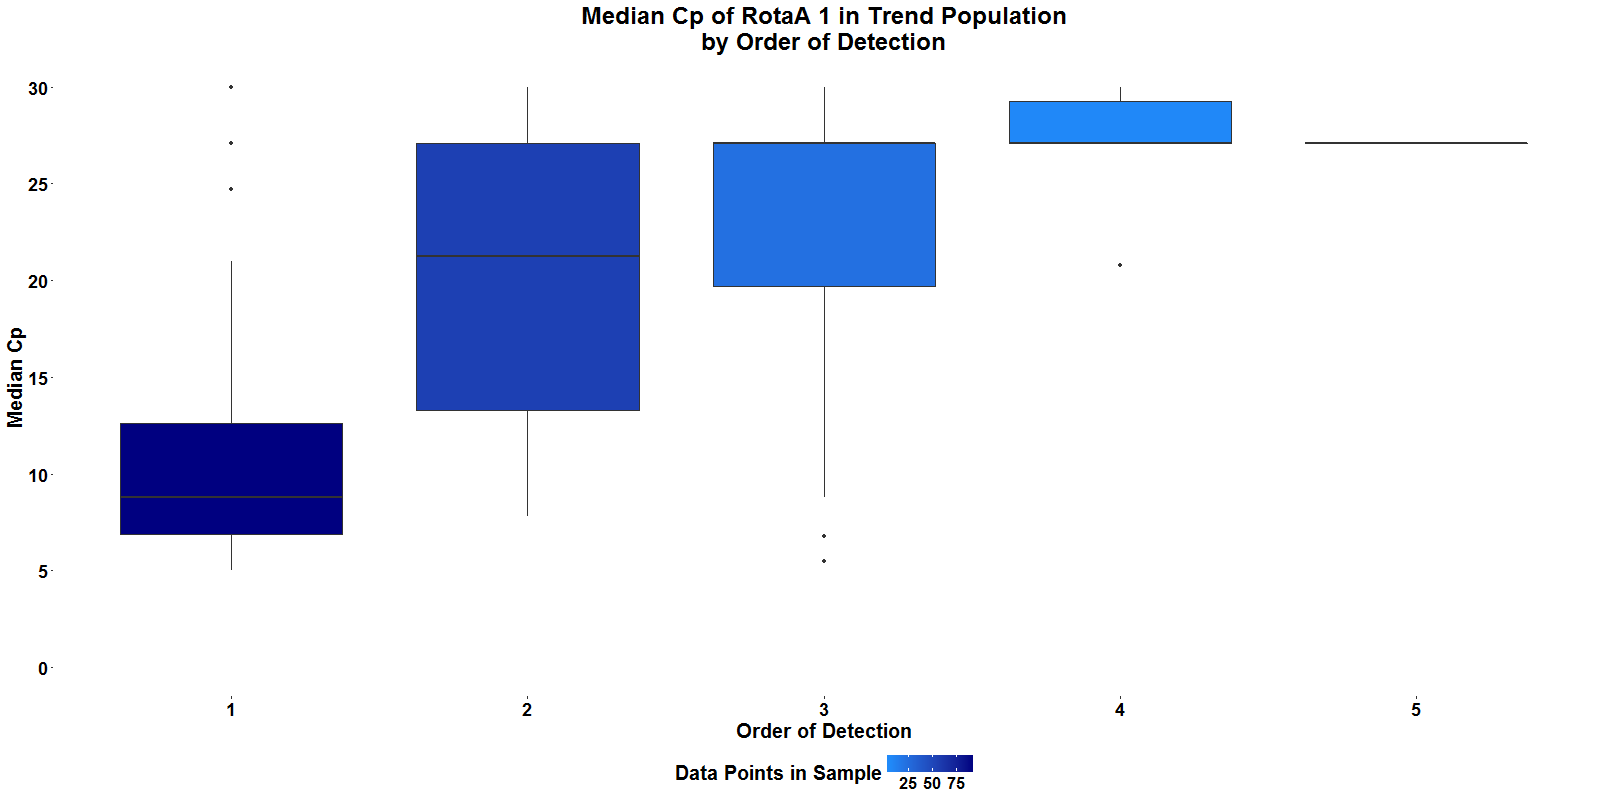 Median Cp of RotaA 1 in Trend Population
by Order of Detection
Median Cp
30
25
20
15
10
5
0
1 2 3 4 5
Order of Detection
Data Points in Sample
25 50 75